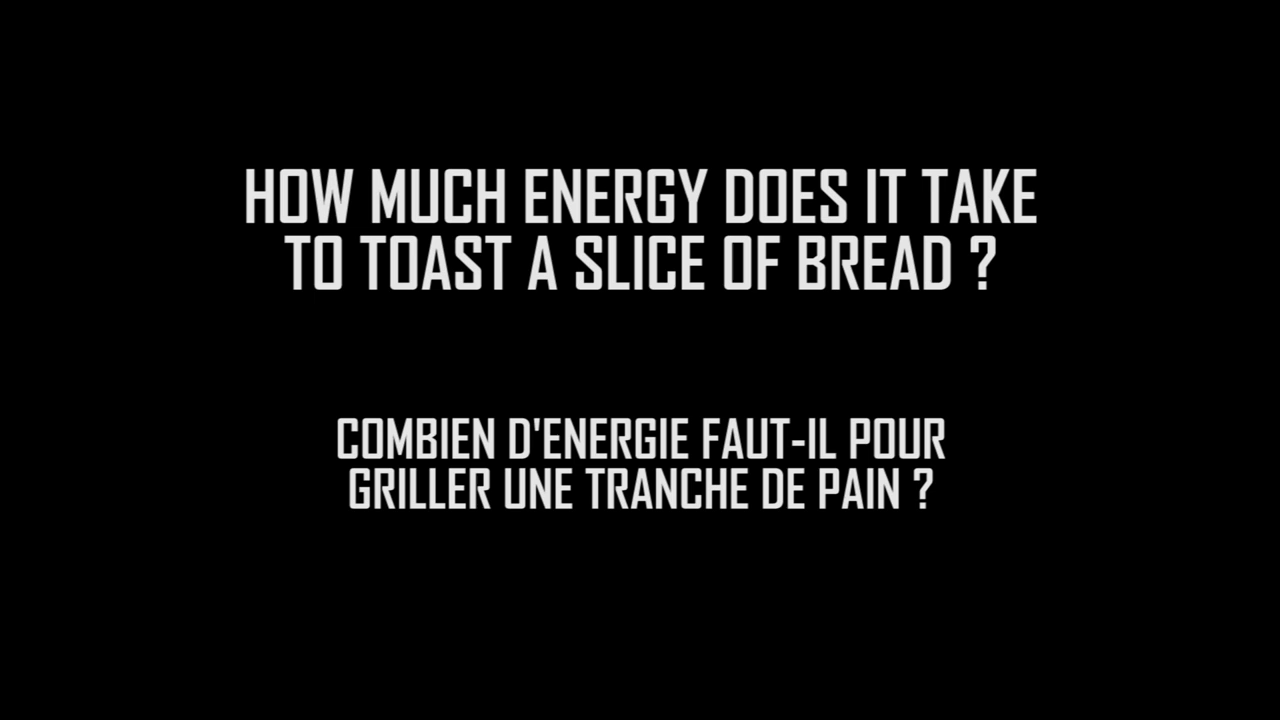 HOW MUCH ENERGY DOES IT TAKE
TO TOAST A SLICE OF BREAD ?
COMBIEN D'ENERGIE FAUT-IL POUR
GRILLER UNE TRANCHE DE PAIN ?